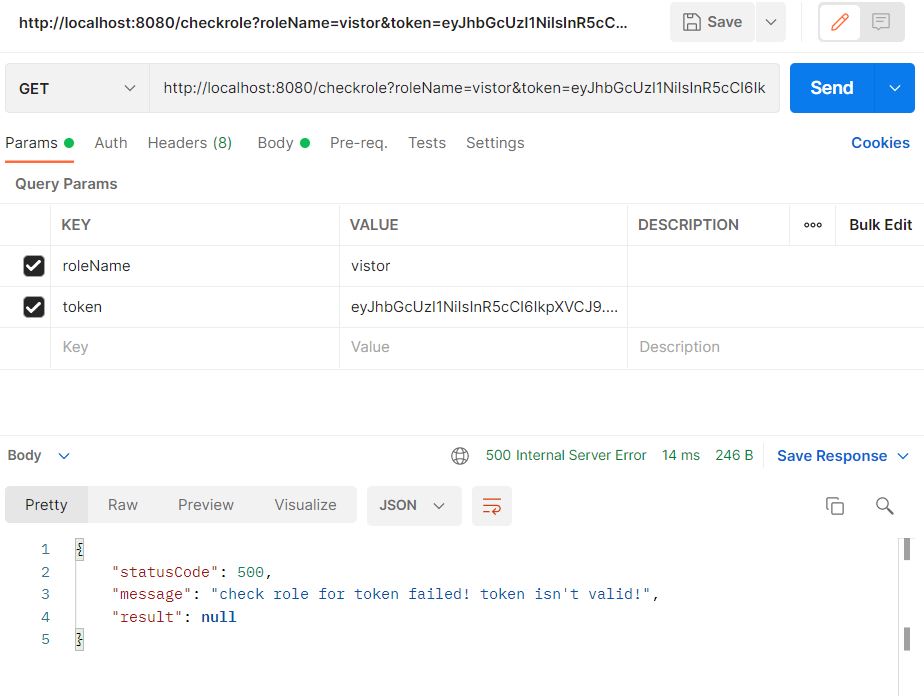 http://localhost:8080/checkrole?roleName=vistor&token=eyJhbGcUzI1NilsInR5cC...
Save
GET
http://localhost:8080/checkrole?roleName=vistor&token=eyJhbGcUzI1NilsInR5cCI6Ik
Send
Params Auth Headers (8) Body Pre-req. Tests Settings Cookies
Query Params
KEY VALUE DESCRIPTION ooo Bulk Edit
roleName vistor
token eyJhbGcUzI1NilsInR5cCI6IkpXVCJ9....
Key Value Description
Body 500 Internal Server Error 14 ms 246 B Save Response
Pretty Raw Preview Visualize JSON
1 {
2 "statusCode": 500,
3 "message": "check role for token failed! token isn't valid!",
4 "result": null
5 }